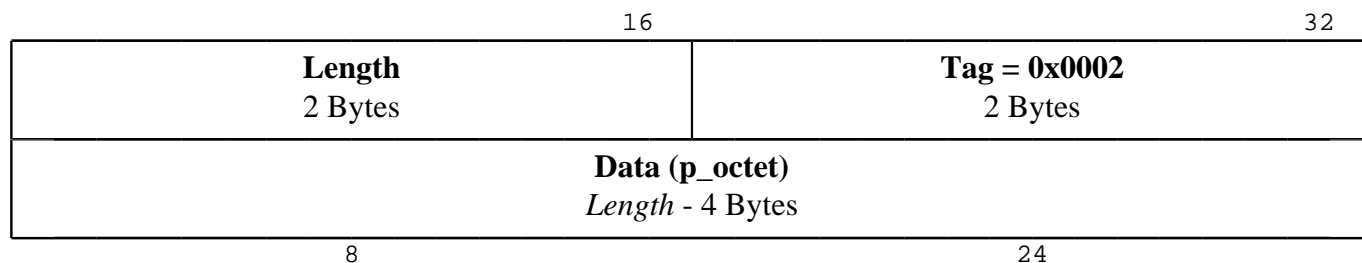 16 32
Length Tag = 0x0002
2 Bytes 2 Bytes
Data (p_octet)
Length - 4 Bytes
8 24